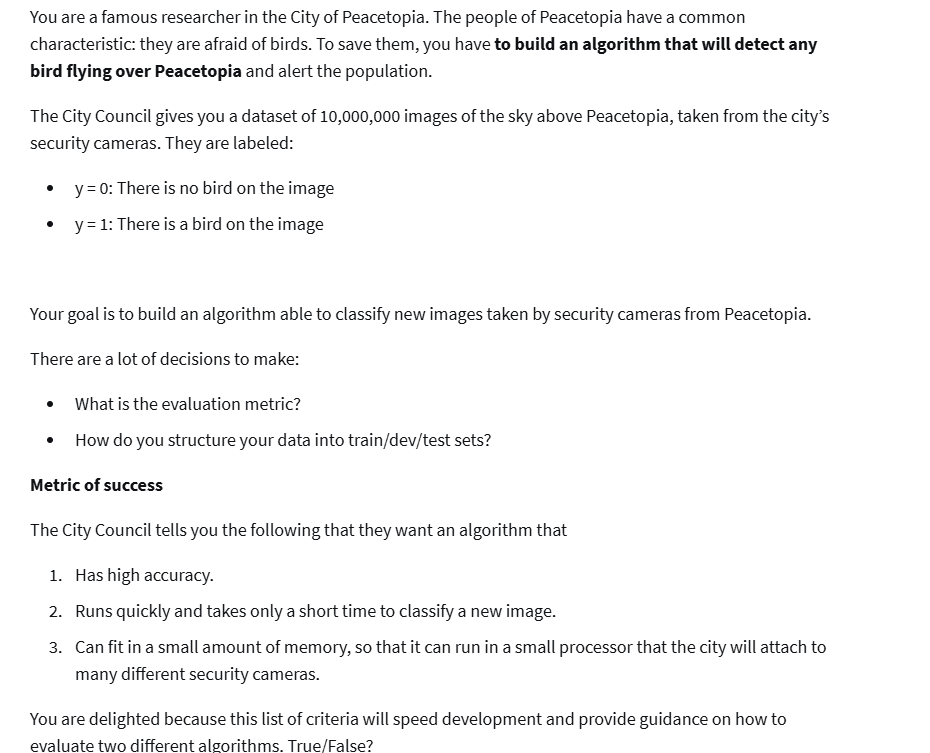 You are a famous researcher in the City of Peacetopia. The people of Peacetopia have a common
characteristic: they are afraid of birds. To save them, you have to build an algorithm that will detect any
bird flying over Peacetopia and alert the population.
The City Council gives you a dataset of 10,000,000 images of the sky above Peacetopia, taken from the city’s
security cameras. They are labeled:
• y = 0: There is no bird on the image
• y = 1: There is a bird on the image
Your goal is to build an algorithm able to classify new images taken by security cameras from Peacetopia.
There are a lot of decisions to make:
• What is the evaluation metric?
• How do you structure your data into train/dev/test sets?
Metric of success
The City Council tells you the following that they want an algorithm that
1. Has high accuracy.
2. Runs quickly and takes only a short time to classify a new image.
3. Can fit in a small amount of memory, so that it can run in a small processor that the city will attach to
many different security cameras.
You are delighted because this list of criteria will speed development and provide guidance on how to
evaluate two different algorithms. True/False?